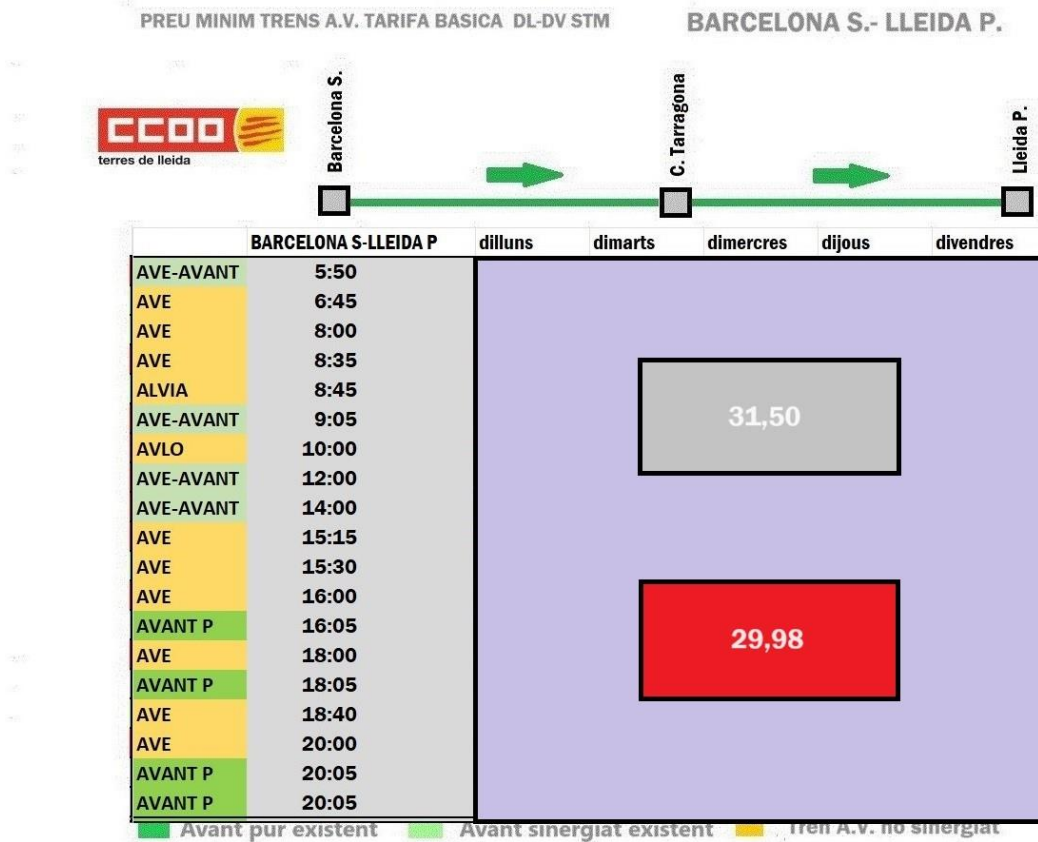 PREU MINIM TRENS A.V. TARIFA BASICA DL-DV STM
BARCELONA S.- LLEIDA P.
CCOO
terres de lleida
Barcelona S.
C. Tarragona
Lleida P.
BARCELONA S-LLEIDA P dilluns dimarts dimercres dijous divendres
AVE-AVANT 5:50
AVE 6:45
AVE 8:00
AVE 8:35
ALVIA 8:45
AVE-AVANT 9:05
AVLO 10:00
AVE-AVANT 12:00
AVE-AVANT 14:00
AVE 15:15
AVE 15:30
AVE 16:00
AVANT P 16:05
AVE 18:00
AVANT P 18:05
AVE 18:40
AVE 20:00
AVANT P 20:05
AVANT P 20:05
31,50
29,98
Avant pur existent Avant sinergiat existent Tren A.V. no sinergiat